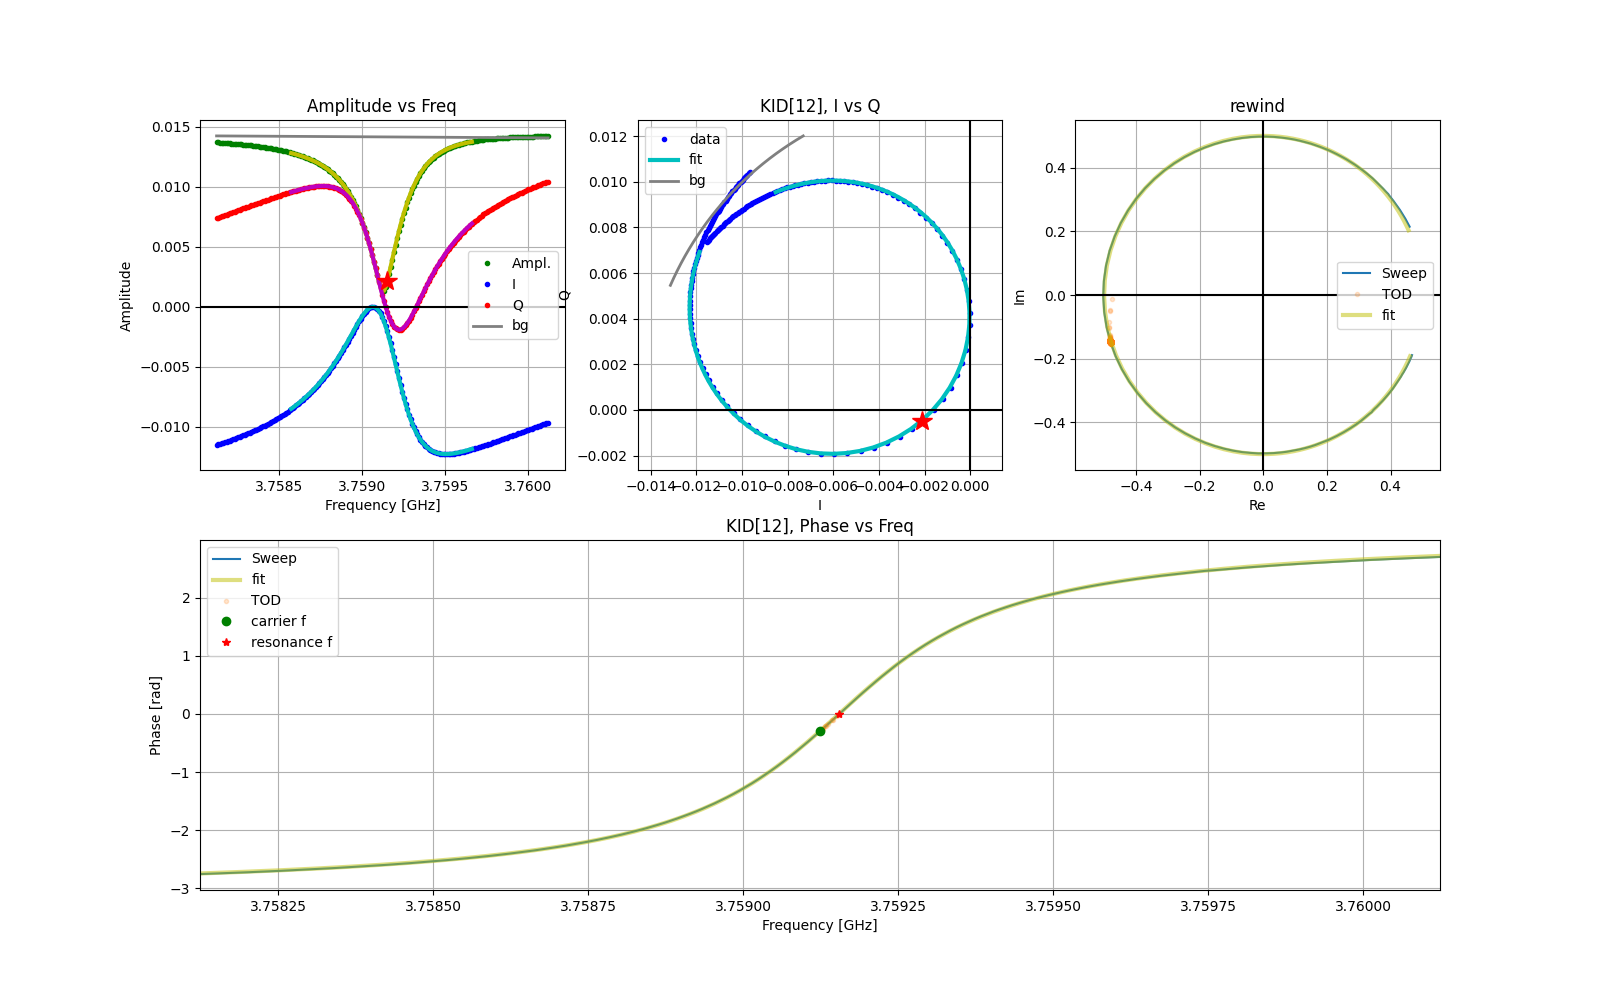 Amplitude vs Freq
0.015
0.010
0.005
0.000
−0.005
−0.010
Amplitude
Ampl.
I
Q
bg
3.7585
3.7590
3.7595
3.7600
Frequency [GHz]
KID[12], I vs Q
0.012
0.010
0.008
0.006
0.004
0.002
0.000
−0.002
Q
data
fit
bg
−0.014
−0.012
−0.010
−0.008
−0.006
−0.004
−0.002
0.000
I
rewind
0.4
0.2
0.0
−0.2
−0.4
Im
Sweep
TOD
fit
−0.4
−0.2
0.0
0.2
0.4
Re
KID[12], Phase vs Freq
Sweep
fit
TOD
carrier f
resonance f
2
1
0
−1
−2
−3
Phase [rad]
3.75825
3.75850
3.75875
3.75900
3.75925
3.75950
3.75975
3.76000
Frequency [GHz]